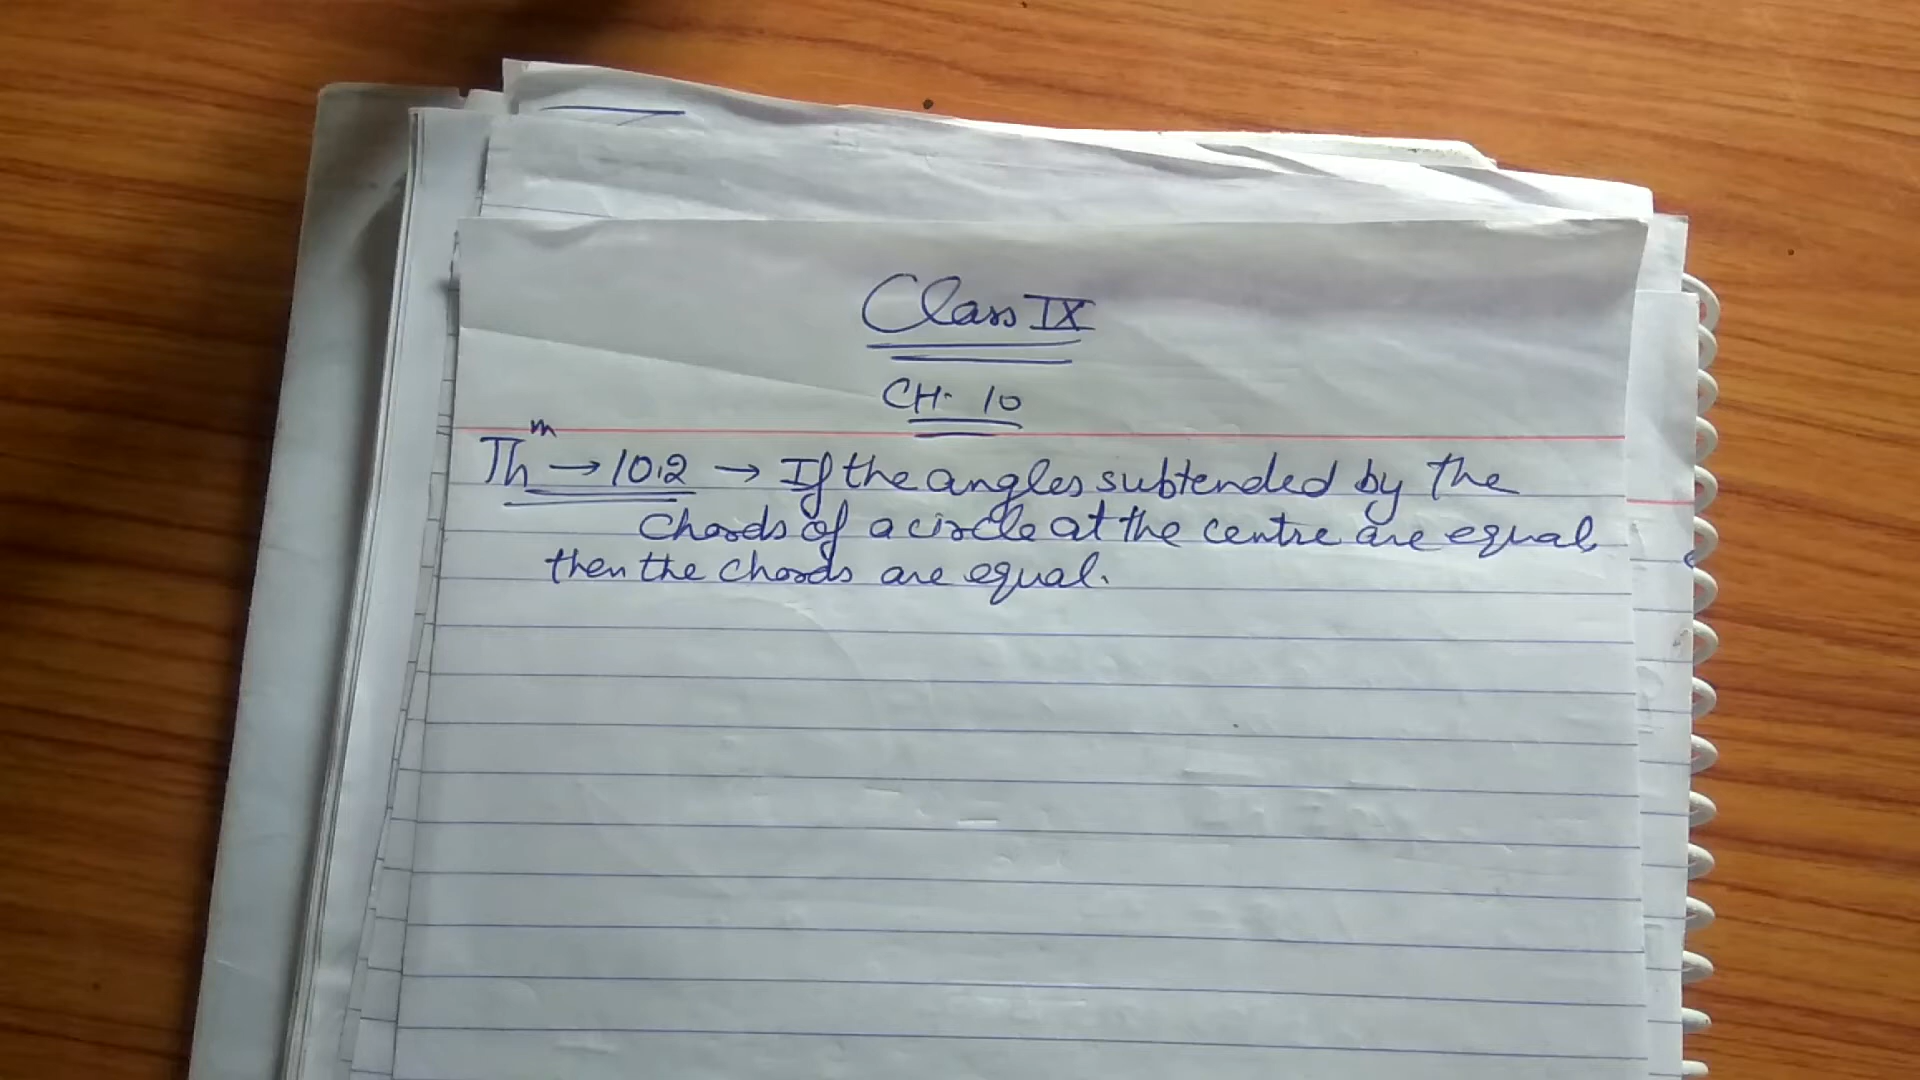 Class IX
CH. 10
Thm → 10.2 → If the angles subtended by the
chords of a circle at the centre are equal,
then the chords are equal.